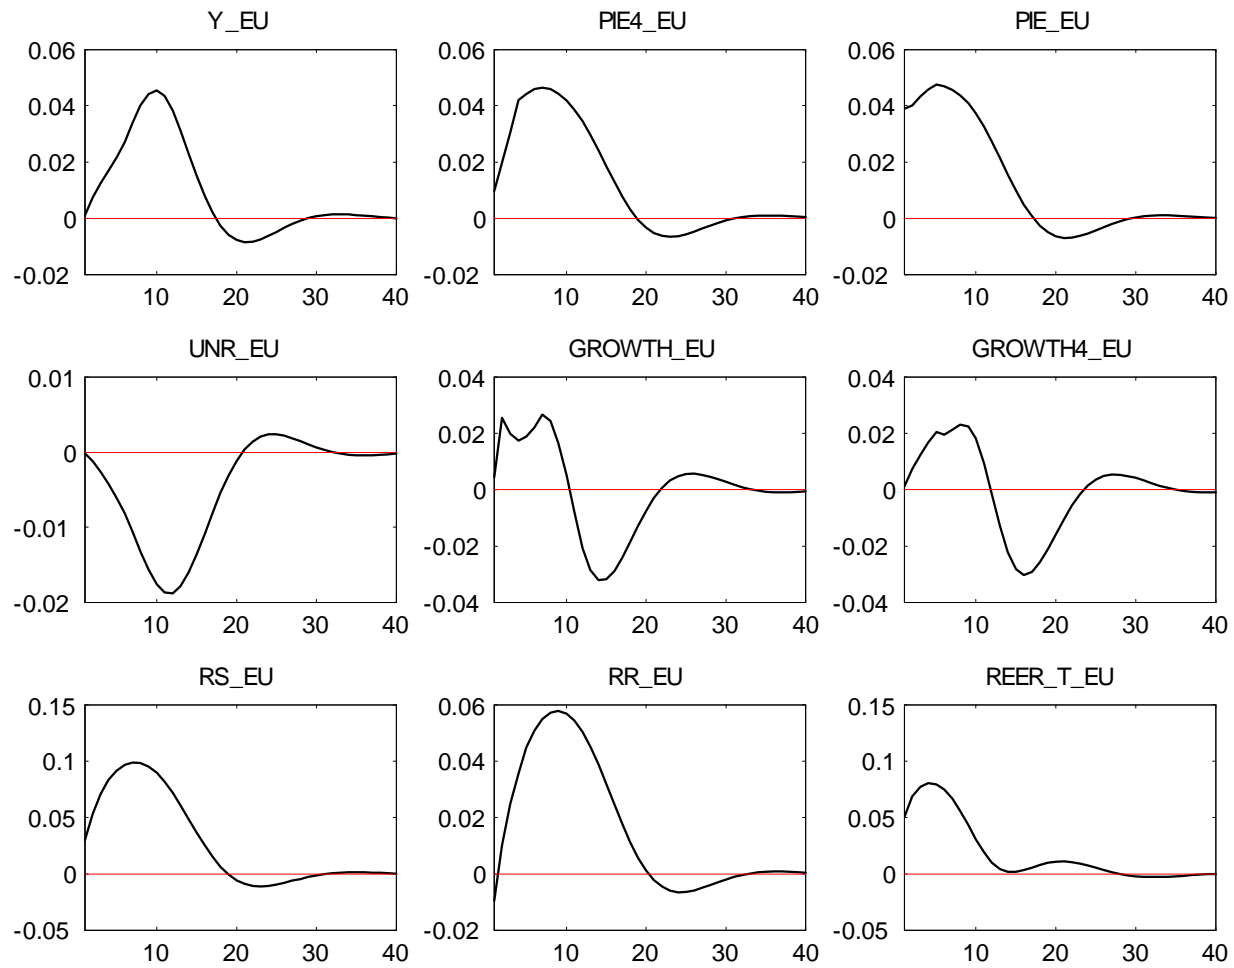 Y_EU PIE4_EU PIE_EU
0.06 0.06 0.06
0.04 0.04 0.04
0.02 0.02 0.02
0 0 0
-0.02 -0.02 -0.02
10 20 30 40 10 20 30 40 10 20 30 40
UNR_EU GROWTH_EU GROWTH4_EU
0.01 0.04 0.04
0.02 0.02
0 0 0
-0.01 -0.02 -0.02
-0.02 -0.04 -0.04
10 20 30 40 10 20 30 40 10 20 30 40
RS_EU RR_EU REER_T_EU
0.15 0.06 0.15
0.1 0.04 0.1
0.05 0.02 0.05
0 0 0
-0.05 -0.02 -0.05
10 20 30 40 10 20 30 40 10 20 30 40